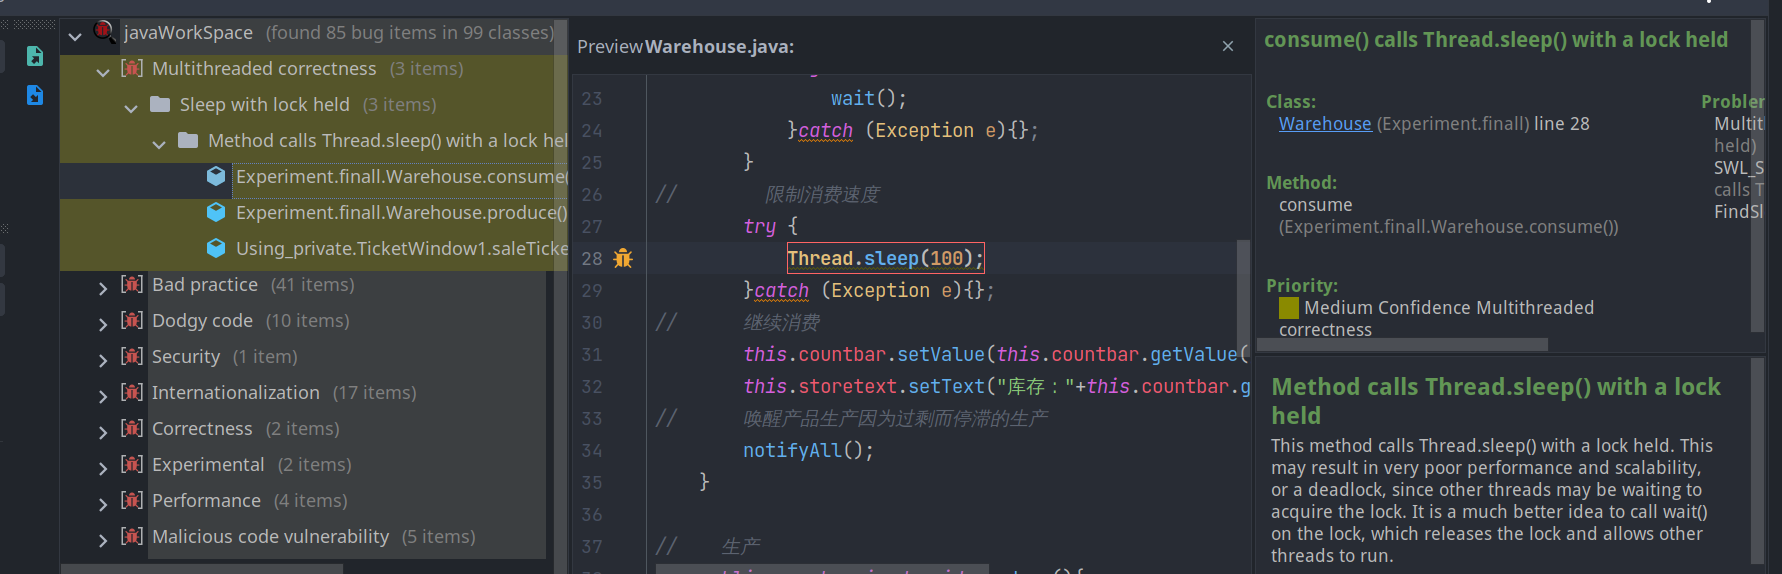 javaWorkSpace (found 85 bug items in 99 classes)
Multithreaded correctness (3 items)
Sleep with lock held (3 items)
Method calls Thread.sleep() with a lock hel
Experiment.finall.Warehouse.consume(
Experiment.finall.Warehouse.produce()
Using_private.TicketWindow1.saleTicke
Bad practice (41 items)
Dodgy code (10 items)
Security (1 item)
Internationalization (17 items)
Correctness (2 items)
Experimental (2 items)
Performance (4 items)
Malicious code vulnerability (5 items)
Preview Warehouse.java:
23 wait();
24 }catch (Exception e){};
25 }
26 // 限制消费速度
27 try {
28 Thread.sleep(100);
29 }catch (Exception e){};
30 // 继续消费
31 this.countbar.setValue(this.countbar.getValue(
32 this.storetext.setText("库存："+this.countbar.g
33 // 唤醒产品生产因为过剩而停滞的生产
34 notifyAll();
35 }
36
37 // 生产
consume() calls Thread.sleep() with a lock held
Class:
Warehouse (Experiment.finall) line 28
Method:
consume
(Experiment.finall.Warehouse.consume())
Priority:
Medium Confidence Multithreaded
correctness
Problem
Multit
held)
SWL_S
calls T
FindSl
Method calls Thread.sleep() with a lock
held
This method calls Thread.sleep() with a lock held. This
may result in very poor performance and scalability,
or a deadlock, since other threads may be waiting to
acquire the lock. It is a much better idea to call wait()
on the lock, which releases the lock and allows other
threads to run.